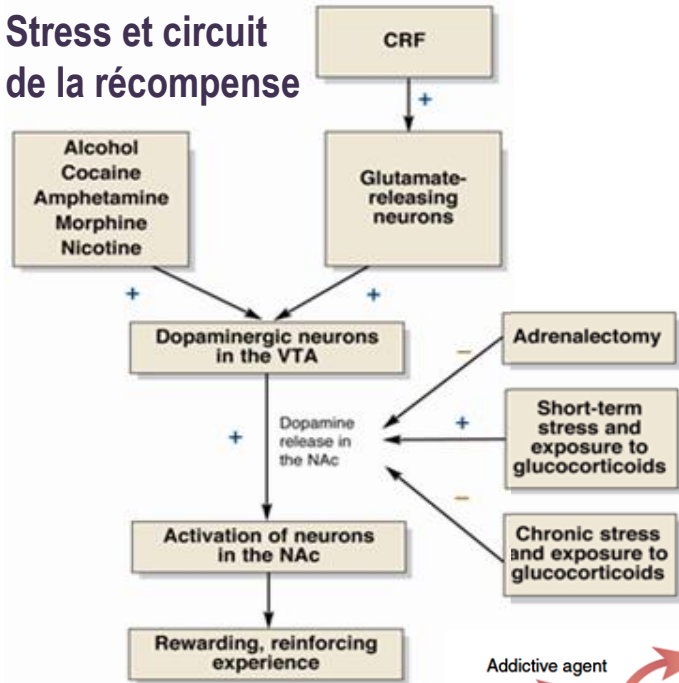 Stress et circuit
de la récompense
CRF
+
Alcohol
Cocaine
Amphetamine
Morphine
Nicotine
Glutamate-
releasing
neurons
+
+
Dopaminergic neurons
in the VTA
+
Dopamine
release in
the NAc
–
Adrenalectomy
+
Short-term
stress and
exposure to
glucocorticoids
–
Chronic stress
and exposure to
glucocorticoids
Activation of neurons
in the NAc
Rewarding, reinforcing
experience
Addictive agent